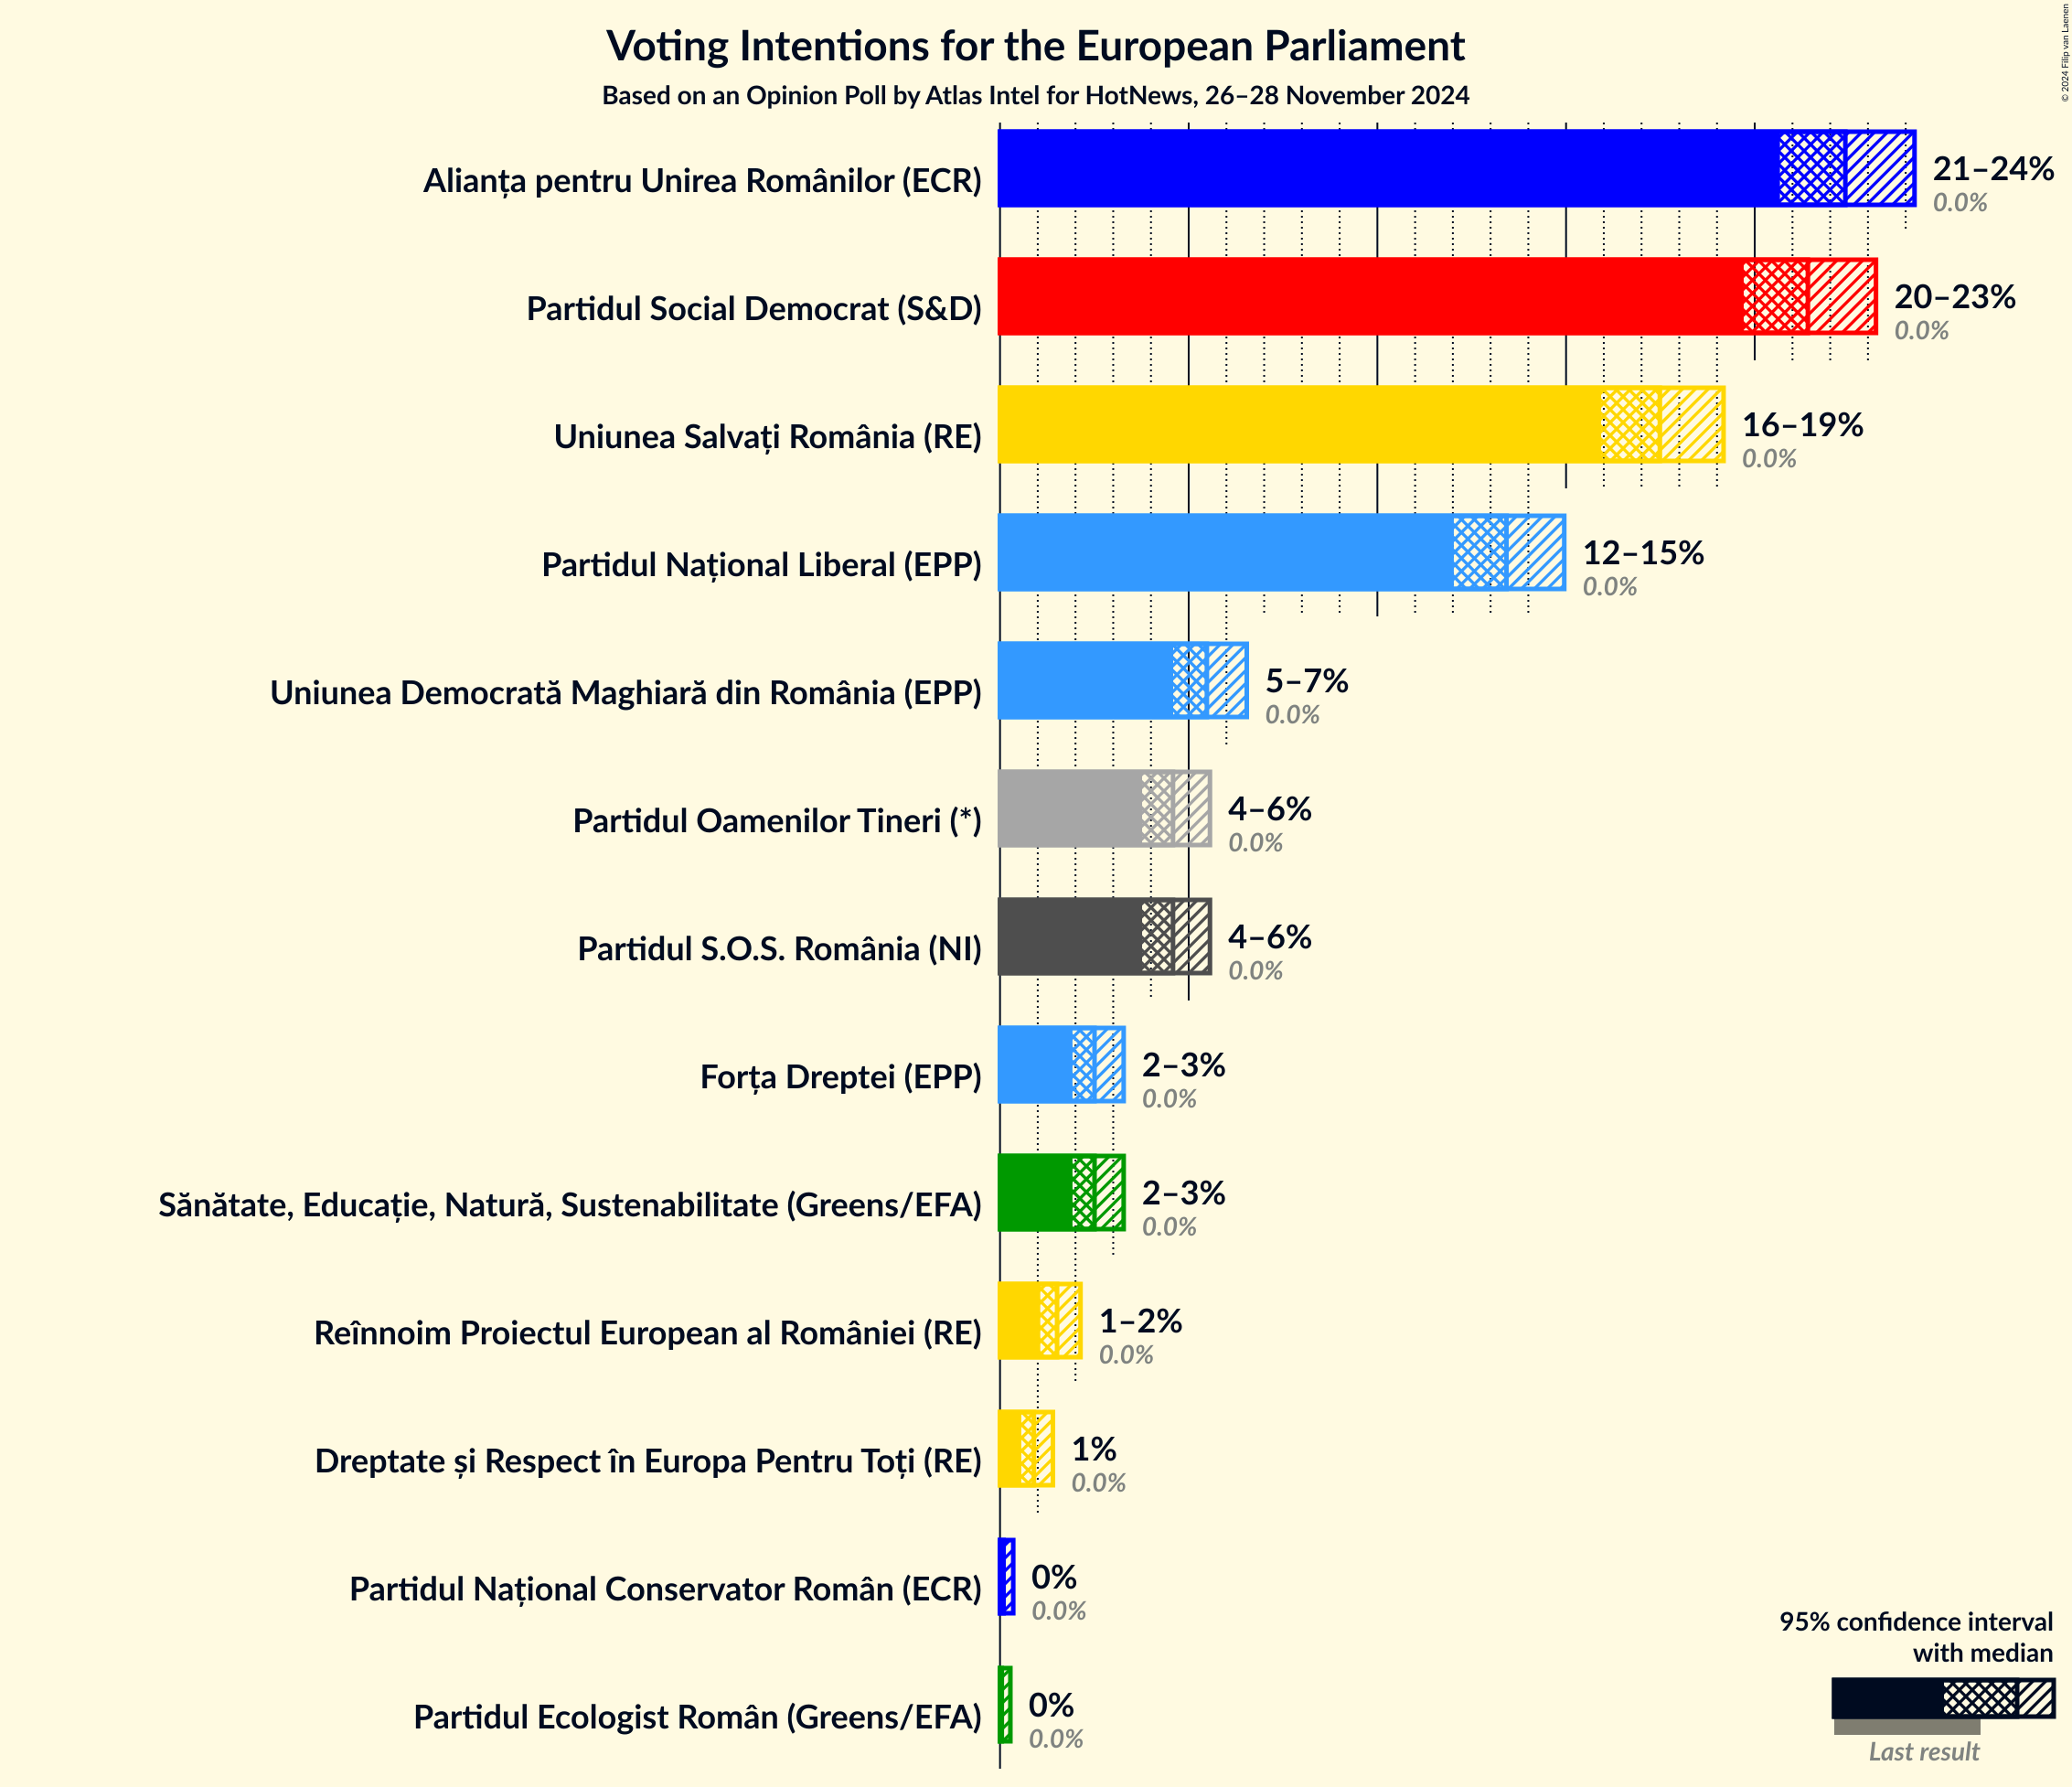 Voting Intentions for the European Parliament
Based on an Opinion Poll by Atlas Intel for HotNews, 26–28 November 2024
© 2024 Filip van Laenen
Alianța pentru Unirea Românilor (ECR)
21–24%
0.0%
Partidul Social Democrat (S&D)
20–23%
0.0%
Uniunea Salvați România (RE)
16–19%
0.0%
Partidul Național Liberal (EPP)
12–15%
0.0%
Uniunea Democrată Maghiară din România (EPP)
5–7%
0.0%
Partidul Oamenilor Tineri (*)
4–6%
0.0%
Partidul S.O.S. România (NI)
4–6%
0.0%
Forța Dreptei (EPP)
2–3%
0.0%
Sănătate, Educație, Natură, Sustenabilitate (Greens/EFA)
2–3%
0.0%
Reînnoim Proiectul European al României (RE)
1–2%
0.0%
Dreptate și Respect în Europa Pentru Toți (RE)
1%
0.0%
Partidul Național Conservator Român (ECR)
0%
0.0%
Partidul Ecologist Român (Greens/EFA)
0%
0.0%
95% confidence interval
with median
Last result